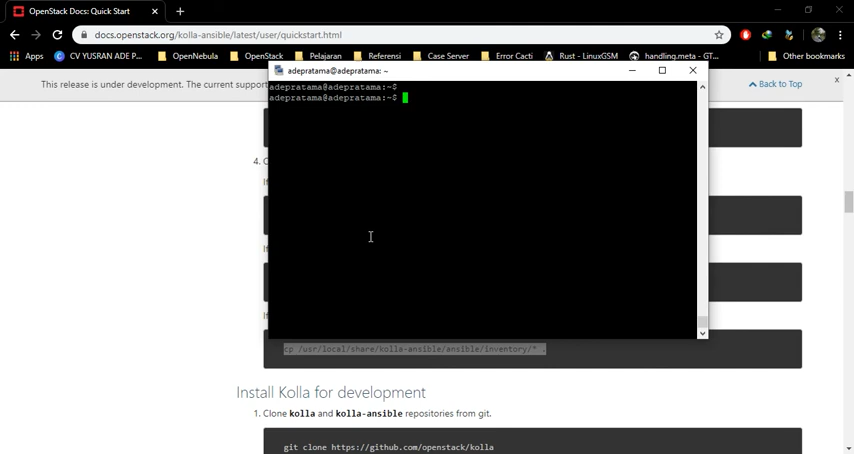 OpenStack Docs: Quick Start
docs.openstack.org/kolla-ansible/latest/user/quickstart.html
Apps
CV YUSRAN ADE P...
OpenNebula
OpenStack
Pelajaran
Referensi
Case Server
Error Cacti
Rust - LinuxGSM
handling.meta - GT...
Other bookmarks
adepratama@adepratama: ~
This release is under development. The current support
Back to Top
x
adepratama@adepratama:~$
adepratama@adepratama:~$
4. C
If
If
If
cp /usr/local/share/kolla-ansible/ansible/inventory/* .
Install Kolla for development
1. Clone kolla and kolla-ansible repositories from git.
git clone https://github.com/openstack/kolla